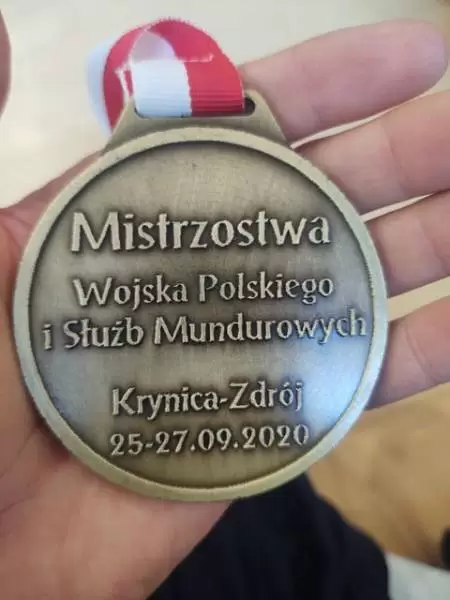 Mistrzostwa
Wojska Polskiego
i Służb Mundurowych
Krynica-Zdrój
25-27.09.2020